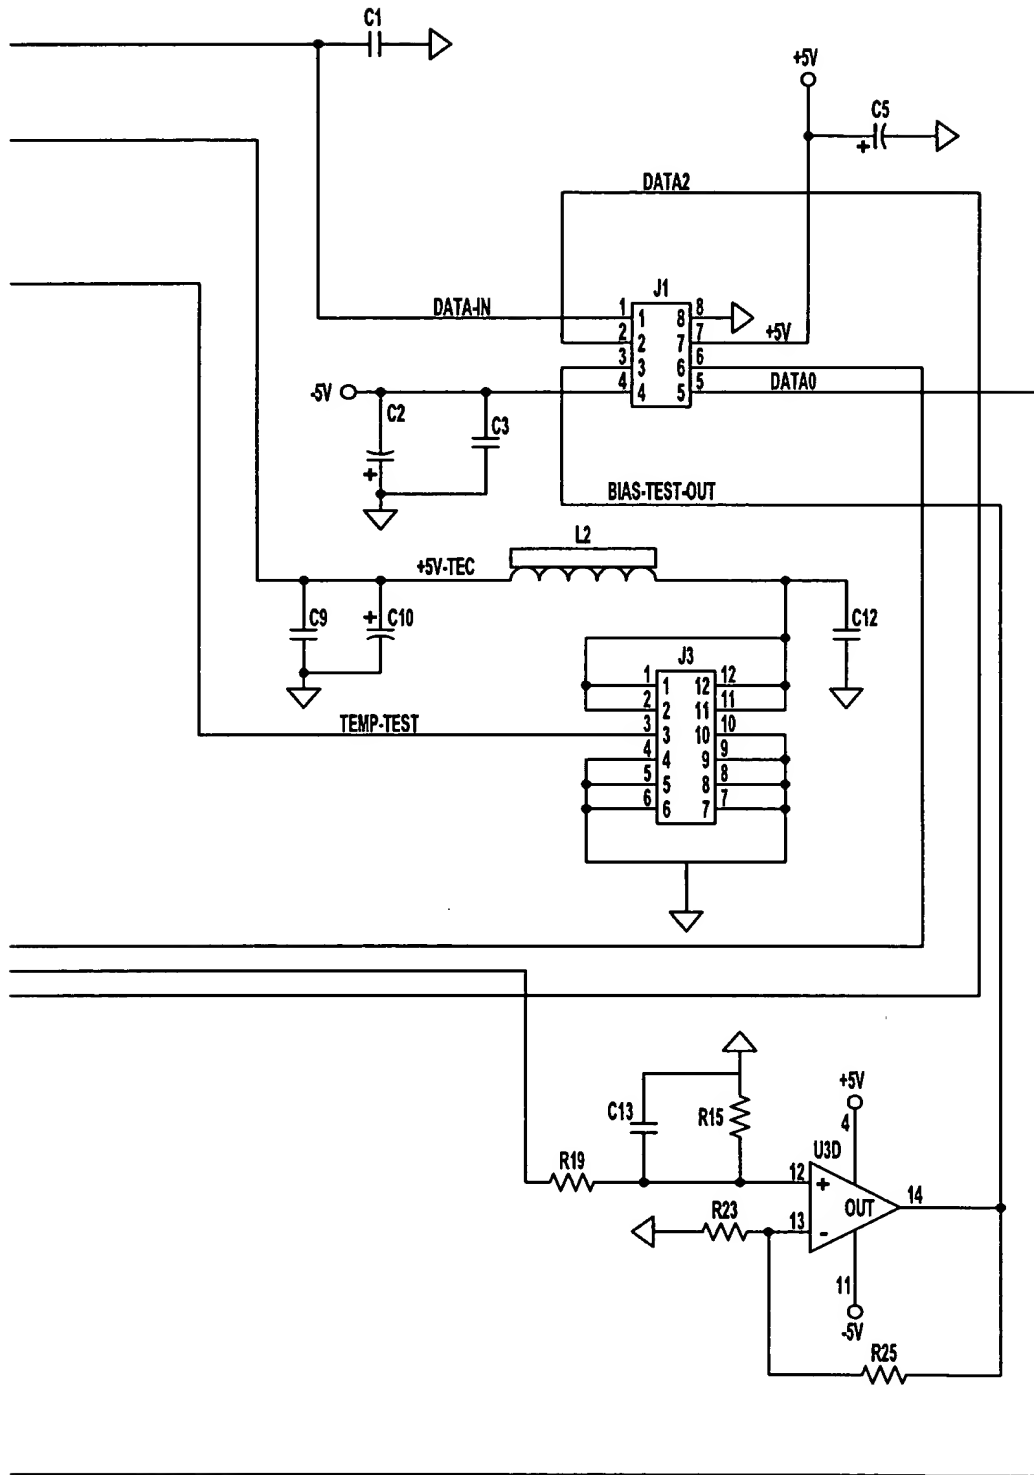 C1
+5V
C5
+
DATA2
J1
DATA-IN
1 1 8 8
2 2 7 7 +5V
3 3 6 6
-5V 4 4 5 5 DATA0
C2
C3
+
BIAS-TEST-OUT
L2
+5V-TEC
C9 + C10 C12
J3
1 1 12 12
2 2 11 11
TEMP-TEST 3 3 10 10
4 4 9 9
5 5 8 8
6 6 7 7
+5V
C13 R15 4
U3D
R19 12 +
R23 OUT 14
13 -
11
-5V
R25